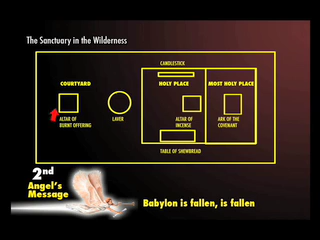 The Sanctuary in the Wilderness
CANDLESTICK
COURTYARD
HOLY PLACE
MOST HOLY PLACE
ALTAR OF
BURNT OFFERING
LAVER
ALTAR OF
INCENSE
ARK OF THE
COVENANT
TABLE OF SHEWBREAD
2nd
Angel's
Message
Babylon is fallen, is fallen